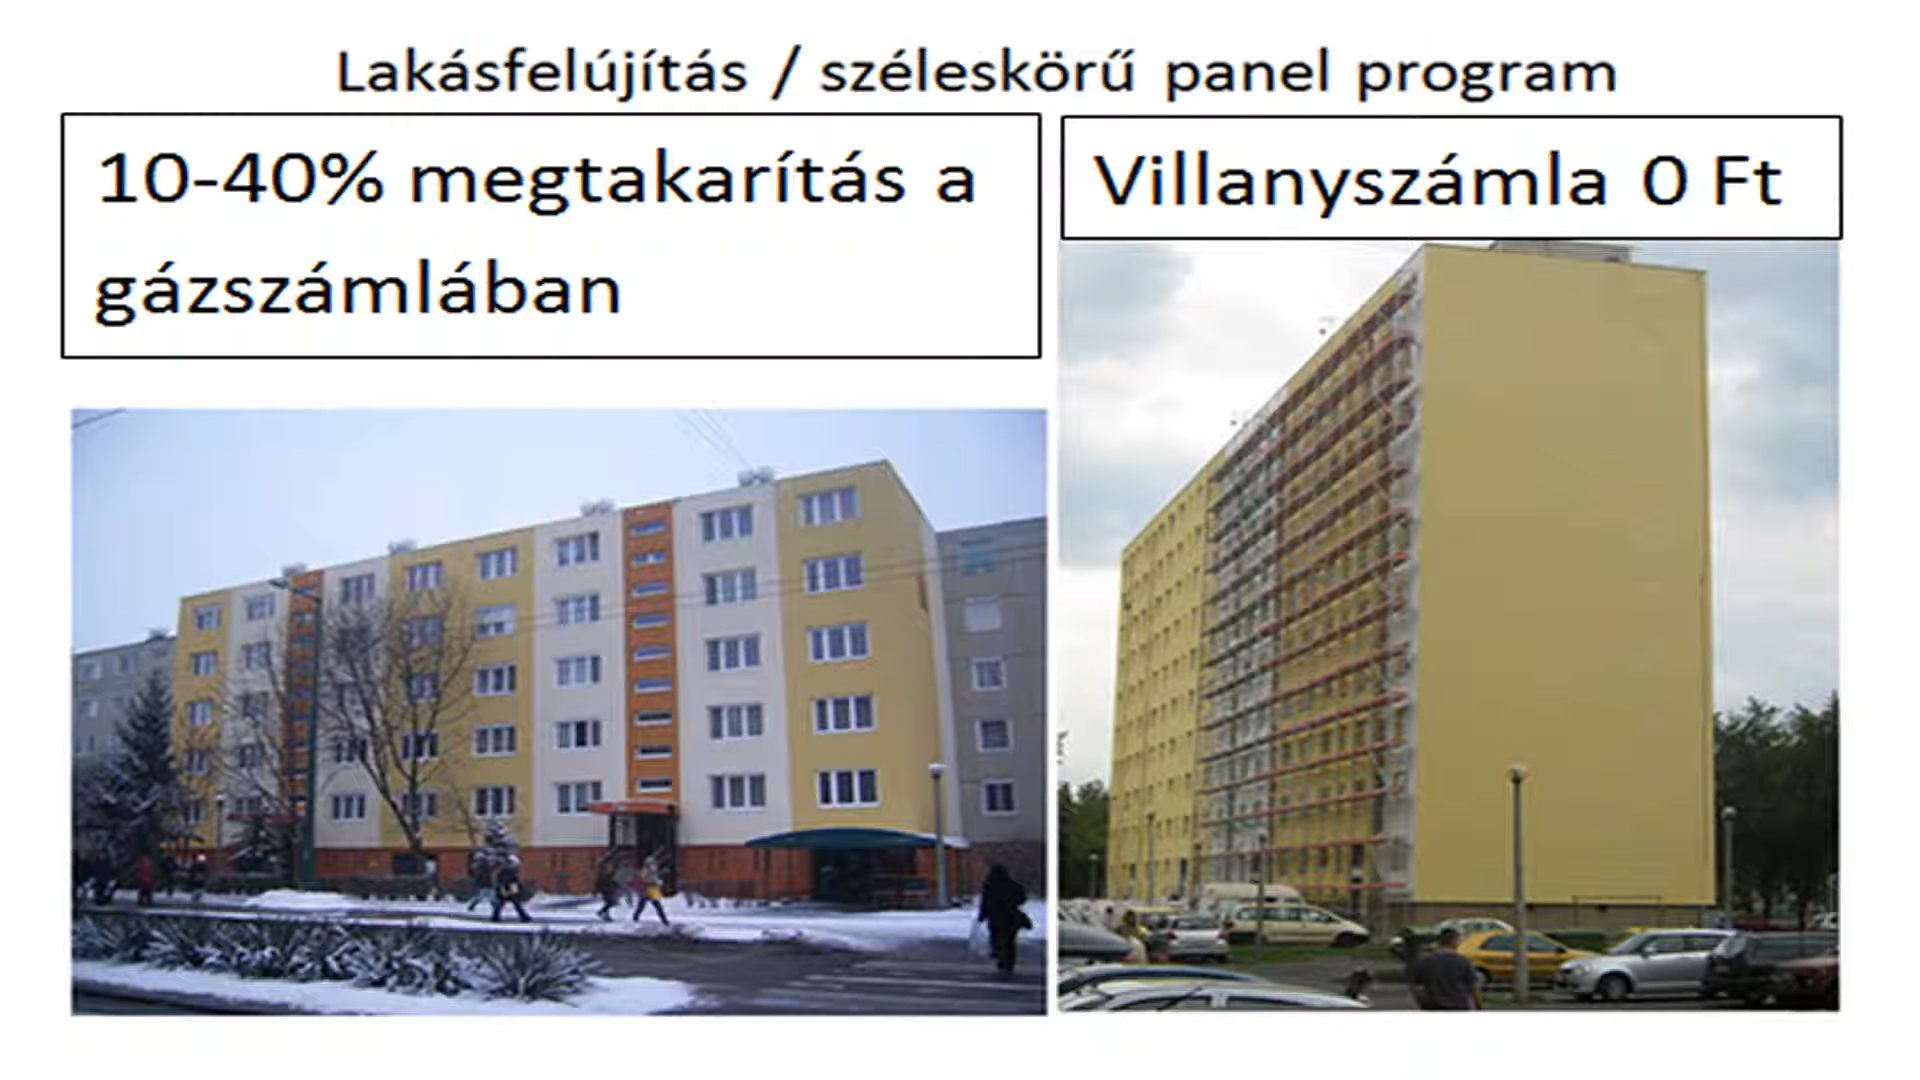 Lakásfelújítás / széleskörű panel program
10-40% megtakarítás a
gázszámlában
Villanyszámla 0 Ft